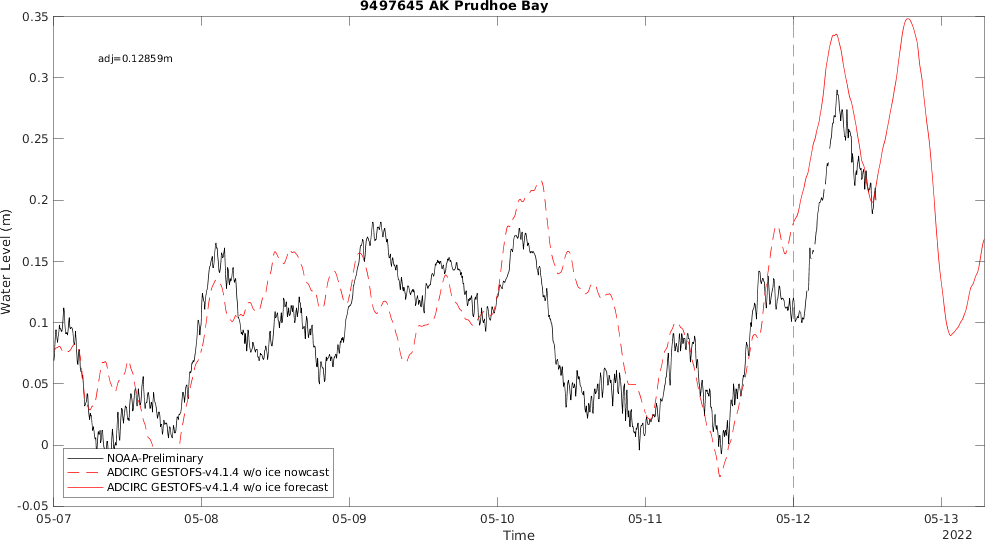 9497645 AK Prudhoe Bay
adj=0.12859m
0.35
0.3
0.25
0.2
0.15
0.1
0.05
0
-0.05
Water Level (m)
NOAA-Preliminary
ADCIRC GESTOFS-v4.1.4 w/o ice nowcast
ADCIRC GESTOFS-v4.1.4 w/o ice forecast
05-07 05-08 05-09 05-10 05-11 05-12 05-13
Time
2022